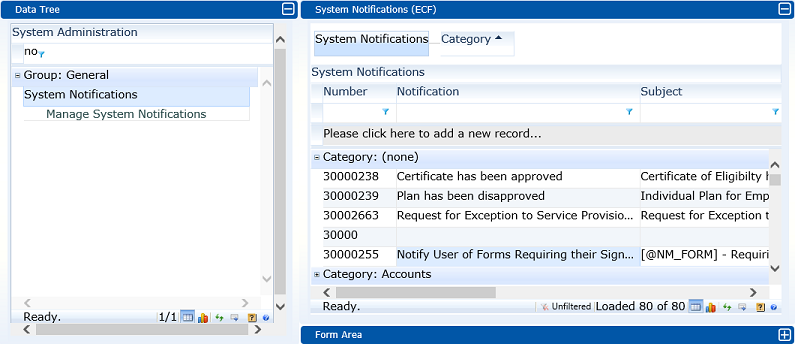 Data Tree
System Administration
no
Group: General
System Notifications
Manage System Notifications
Ready.
1/1
System Notifications (ECF)
System Notifications
Category
System Notifications
Number Notification Subject
Please click here to add a new record...
Category: (none)
30000238 Certificate has been approved Certificate of Eligibilty
30000239 Plan has been disapproved Individual Plan for Emp
30002663 Request for Exception to Service Provisio... Request for Exception
30000
30000255 Notify User of Forms Requiring their Sign... [@NM_FORM] - Requiri
Category: Accounts
Ready. Unfiltered Loaded 80 of 80
Form Area